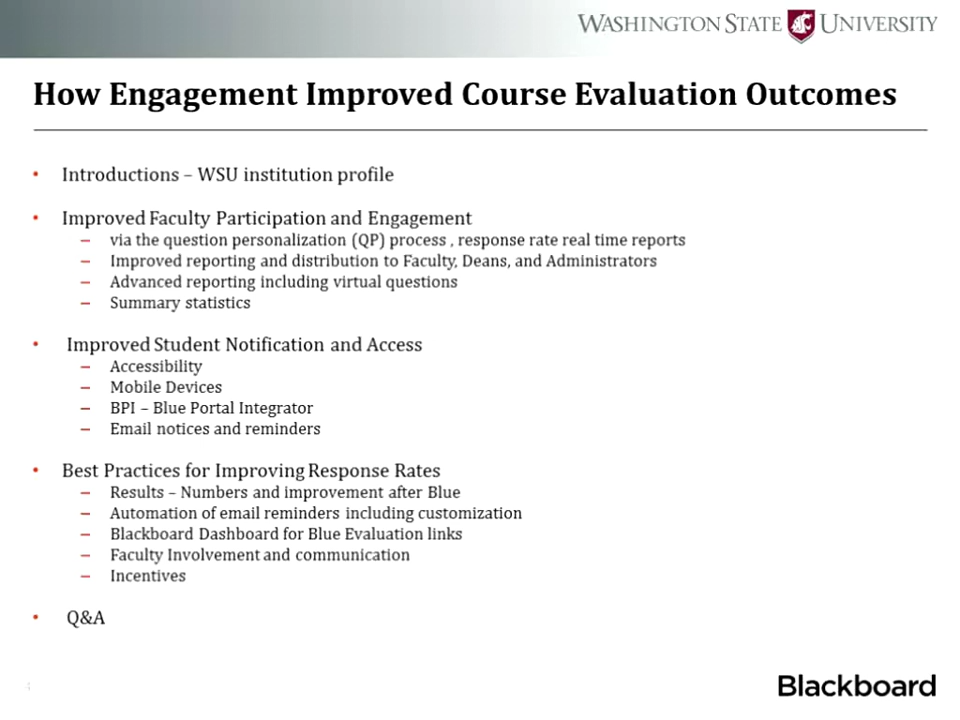 WASHINGTON STATE UNIVERSITY
How Engagement Improved Course Evaluation Outcomes
• Introductions – WSU institution profile
• Improved Faculty Participation and Engagement
– via the question personalization (QP) process , response rate real time reports
– Improved reporting and distribution to Faculty, Deans, and Administrators
– Advanced reporting including virtual questions
– Summary statistics
• Improved Student Notification and Access
– Accessibility
– Mobile Devices
– BPI – Blue Portal Integrator
– Email notices and reminders
• Best Practices for Improving Response Rates
– Results – Numbers and improvement after Blue
– Automation of email reminders including customization
– Blackboard Dashboard for Blue Evaluation links
– Faculty Involvement and communication
– Incentives
• Q&A
Blackboard